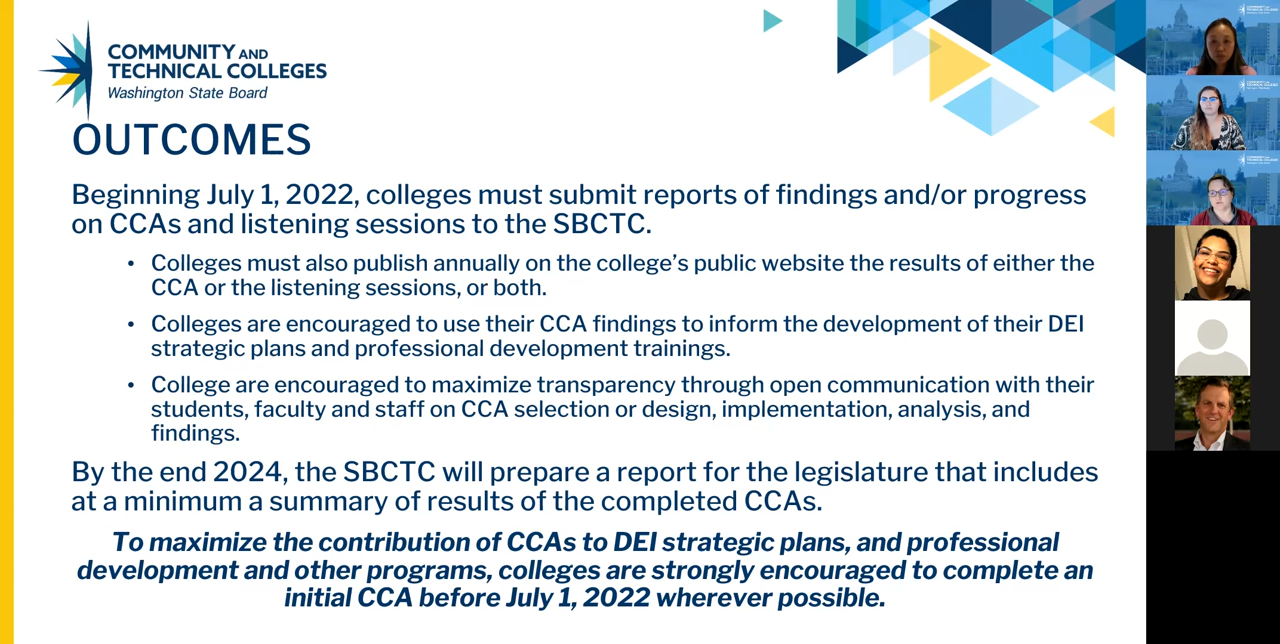 COMMUNITY AND
TECHNICAL COLLEGES
Washington State Board
OUTCOMES
Beginning July 1, 2022, colleges must submit reports of findings and/or progress
on CCAs and listening sessions to the SBCTC.
• Colleges must also publish annually on the college's public website the results of either the
CCA or the listening sessions, or both.
• Colleges are encouraged to use their CCA findings to inform the development of their DEI
strategic plans and professional development trainings.
• College are encouraged to maximize transparency through open communication with their
students, faculty and staff on CCA selection or design, implementation, analysis, and
findings.
By the end 2024, the SBCTC will prepare a report for the legislature that includes
at a minimum a summary of results of the completed CCAs.
To maximize the contribution of CCAs to DEI strategic plans, and professional
development and other programs, colleges are strongly encouraged to complete an
initial CCA before July 1, 2022 wherever possible.